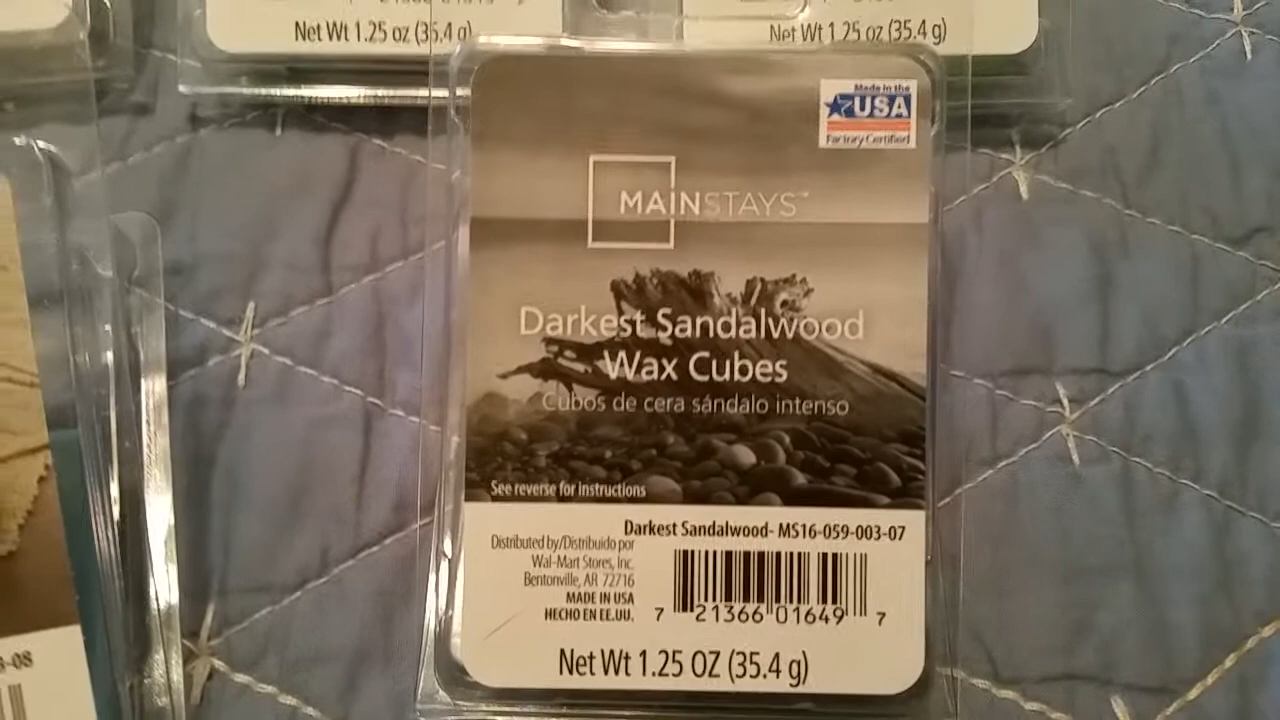 Net Wt 1.25 oz (35.4 g)
Net Wt 1.25 oz (35.4 g)
Made in the
USA
Factory Certified
MAINSTAYS™
Darkest Sandalwood
Wax Cubes
Cubos de cera sándalo intenso
See reverse for instructions
Darkest Sandalwood- MS16-059-003-07
Distributed by/Distribuido por
Wal-Mart Stores, Inc.
Bentonville, AR 72716
MADE IN USA
HECHO EN EE.UU.
7 21366 01649 7
Net Wt 1.25 OZ (35.4 g)
-08